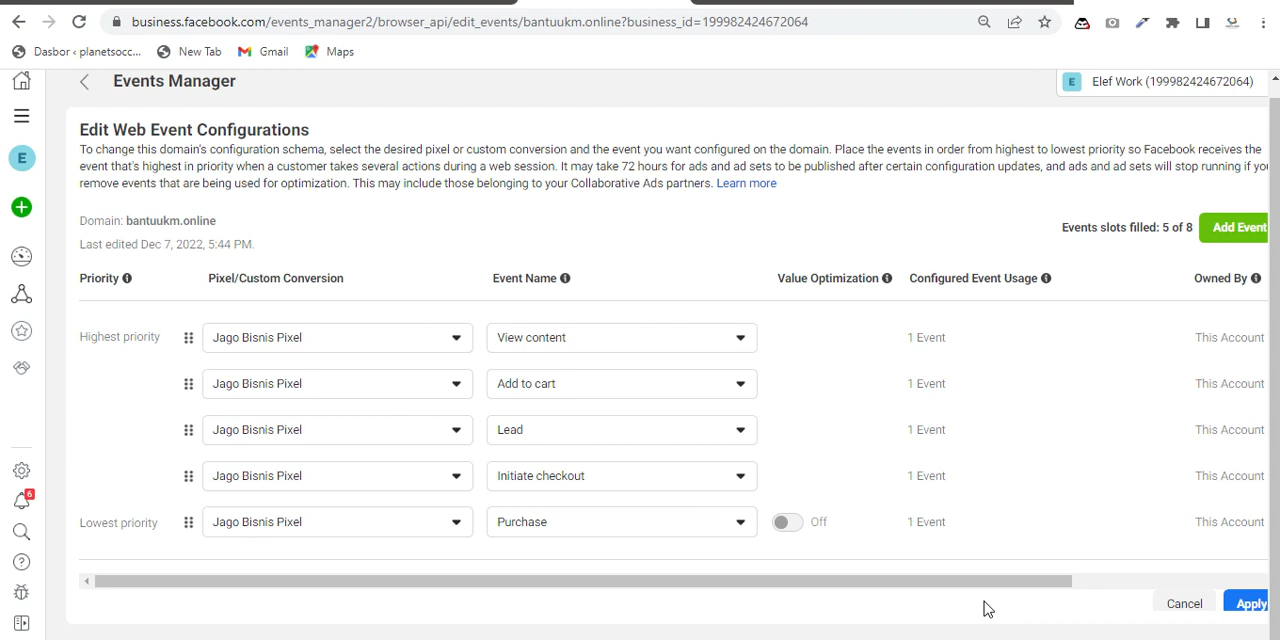 business.facebook.com/events_manager2/browser_api/edit_events/bantuukm.online?business_id=199982424672064
Dasbor ‹ planetsocc... New Tab Gmail Maps
Events Manager
E Elef Work (199982424672064)
Edit Web Event Configurations
To change this domain's configuration schema, select the desired pixel or custom conversion and the event you want configured on the domain. Place the events in order from highest to lowest priority so Facebook receives the
event that's highest in priority when a customer takes several actions during a web session. It may take 72 hours for ads and ad sets to be published after certain configuration updates, and ads and ad sets will stop running if you
remove events that are being used for optimization. This may include those belonging to your Collaborative Ads partners. Learn more
E
Domain: bantuukm.online
Last edited Dec 7, 2022, 5:44 PM.
Events slots filled: 5 of 8 Add Event
Priority Pixel/Custom Conversion Event Name Value Optimization Configured Event Usage Owned By
Highest priority Jago Bisnis Pixel View content 1 Event This Account
Jago Bisnis Pixel Add to cart 1 Event This Account
Jago Bisnis Pixel Lead 1 Event This Account
Jago Bisnis Pixel Initiate checkout 1 Event This Account
Lowest priority Jago Bisnis Pixel Purchase Off 1 Event This Account
6
Cancel Apply